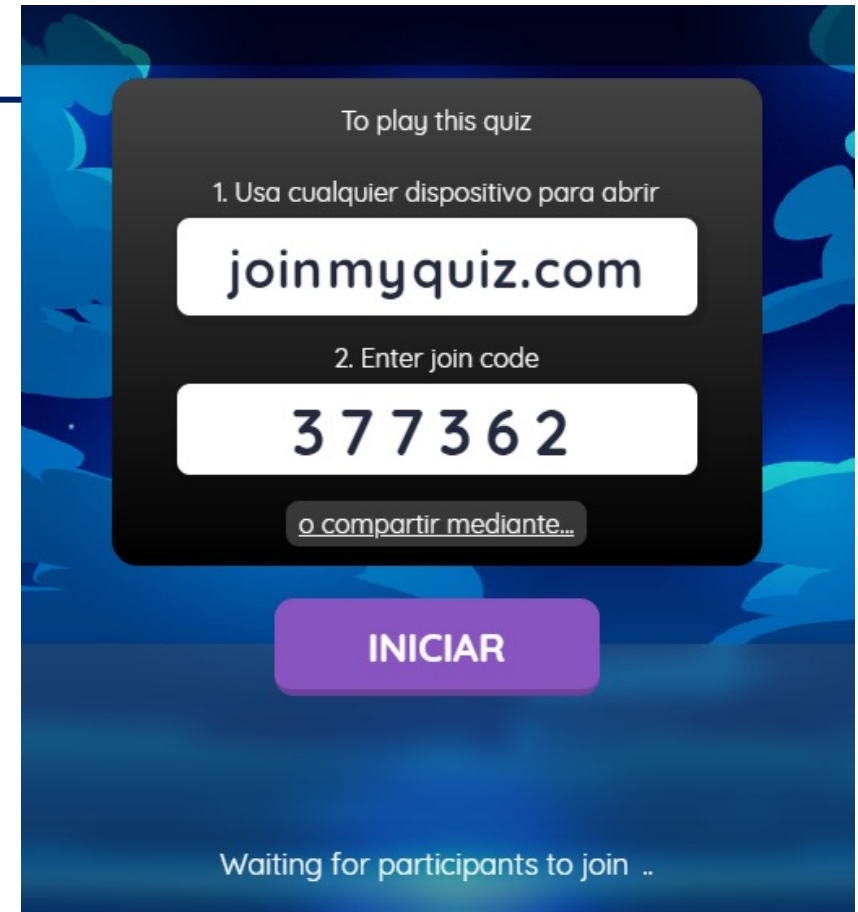 To play this quiz
1. Usa cualquier dispositivo para abrir
joinmyquiz.com
2. Enter join code
377362
o compartir mediante...
INICIAR
Waiting for participants to join ..